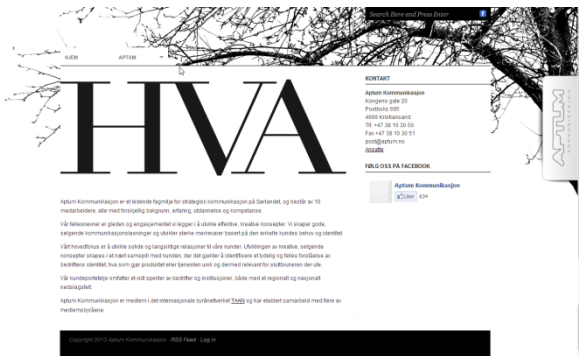 Search Here and Press Enter
HJEM
APTUM
HVA
Aptum Kommunikasjon er et ledende fagmiljø for strategisk kommunikasjon på Sørlandet, og består av 16
medarbeidere, alle med forskjellig bakgrunn, erfaring, utdannelse og kompetanse.
Vår fellesnevner er gleden og engasjementet vi legger i å utvikle effektive, kreative konsepter. Vi skaper gode,
selgende kommunikasjonsløsninger og utvikler sterke merkevarer basert på den enkelte kundes behov og identitet.
Vårt hovedfokus er å utvikle solide og langsiktige relasjoner til våre kunder. Utviklingen av kreative, selgende
konsepter skapes i et nært samspill med kunden, der det gjelder å identifisere et tydelig og felles forståelse av
bedriftens identitet, hva som gjør produktet eller tjenesten unik og dermed relevant for sluttbrukeren der ute.
Vår kundeportefølje omfatter et vidt spekter av bedrifter og institusjoner, både med et regionalt og nasjonalt
nedslagsfelt.
Aptum Kommunikasjon er medlem i det internasjonale byrånettverket TAAN og har etablert samarbeid med flere av
medlemsbyråene.
KONTAKT
Aptum Kommunikasjon
Kongens gate 20
Postboks 695
4666 Kristiansand
Tlf. +47 38 10 30 50
Fax +47 38 10 30 51
post@aptum.no
Ansatte
FØLG OSS PÅ FACEBOOK
Aptum Kommunikasjon
Liker 634
APTUM
KOMMUNIKASJON
Copyright 2013 Aptum Kommunikasjon RSS Feed Log in